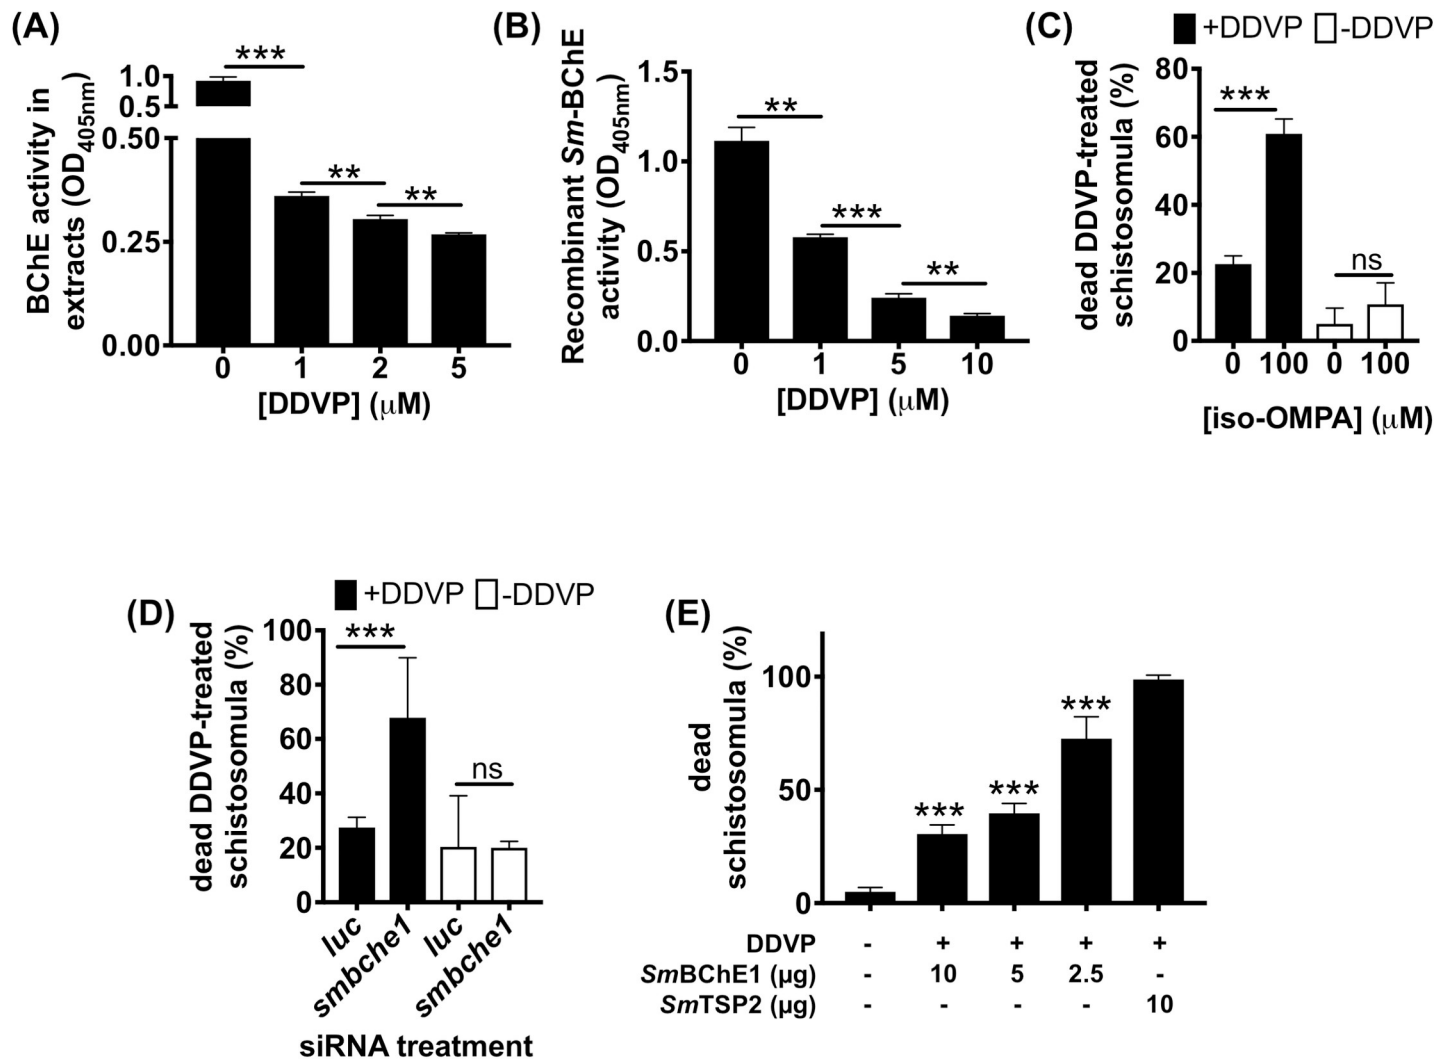 (A)
BChE activity in
extracts (OD405nm)
1.0
0.5
0.50
0.25
0.00
***
**
**
0
1
2
5
[DDVP] (μM)
(B)
Recombinant Sm-BChE
activity (OD405nm)
1.5
1.0
0.5
0.0
**
***
**
0
1
5
10
[DDVP] (μM)
(C)
+DDVP -DDVP
dead DDVP-treated
schistosomula (%)
80
60
40
20
0
***
ns
0
100
0
100
[iso-OMPA] (μM)
(D)
+DDVP -DDVP
dead DDVP-treated
schistosomula (%)
100
80
60
40
20
0
***
ns
luc
smbche1
luc
smbche1
siRNA treatment
(E)
dead
schistosomula (%)
100
50
0
***
***
***
DDVP - + + + +
SmBChE1 (μg) - 10 5 2.5 -
SmTSP2 (μg) - - - - 10